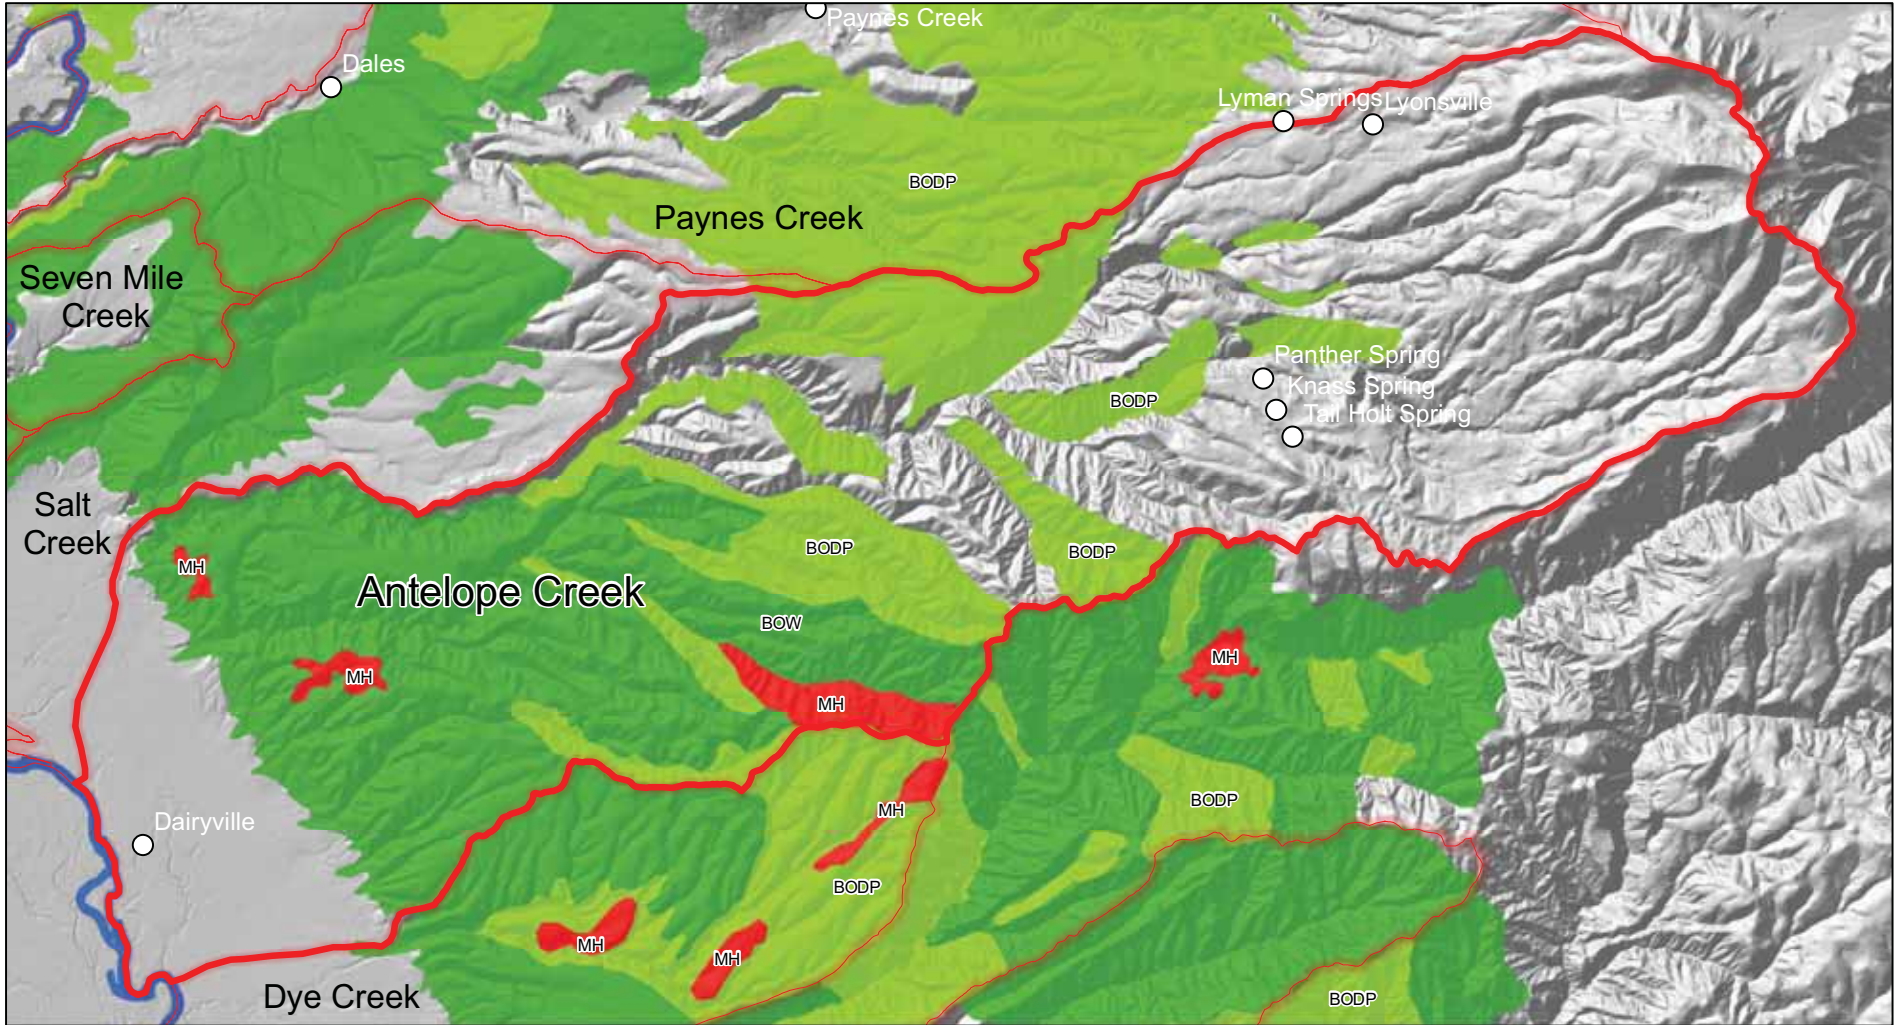 Paynes Creek
Dales
Lyman Springs
Lyonsville
BODP
Paynes Creek
Seven Mile
Creek
Panther Spring
Knass Spring
Tail Holt Spring
BODP
Salt
Creek
BODP
BODP
MH
Antelope Creek
BOW
MH
MH
MH
BODP
MH
Dairyville
BODP
MH
MH
Dye Creek
BODP